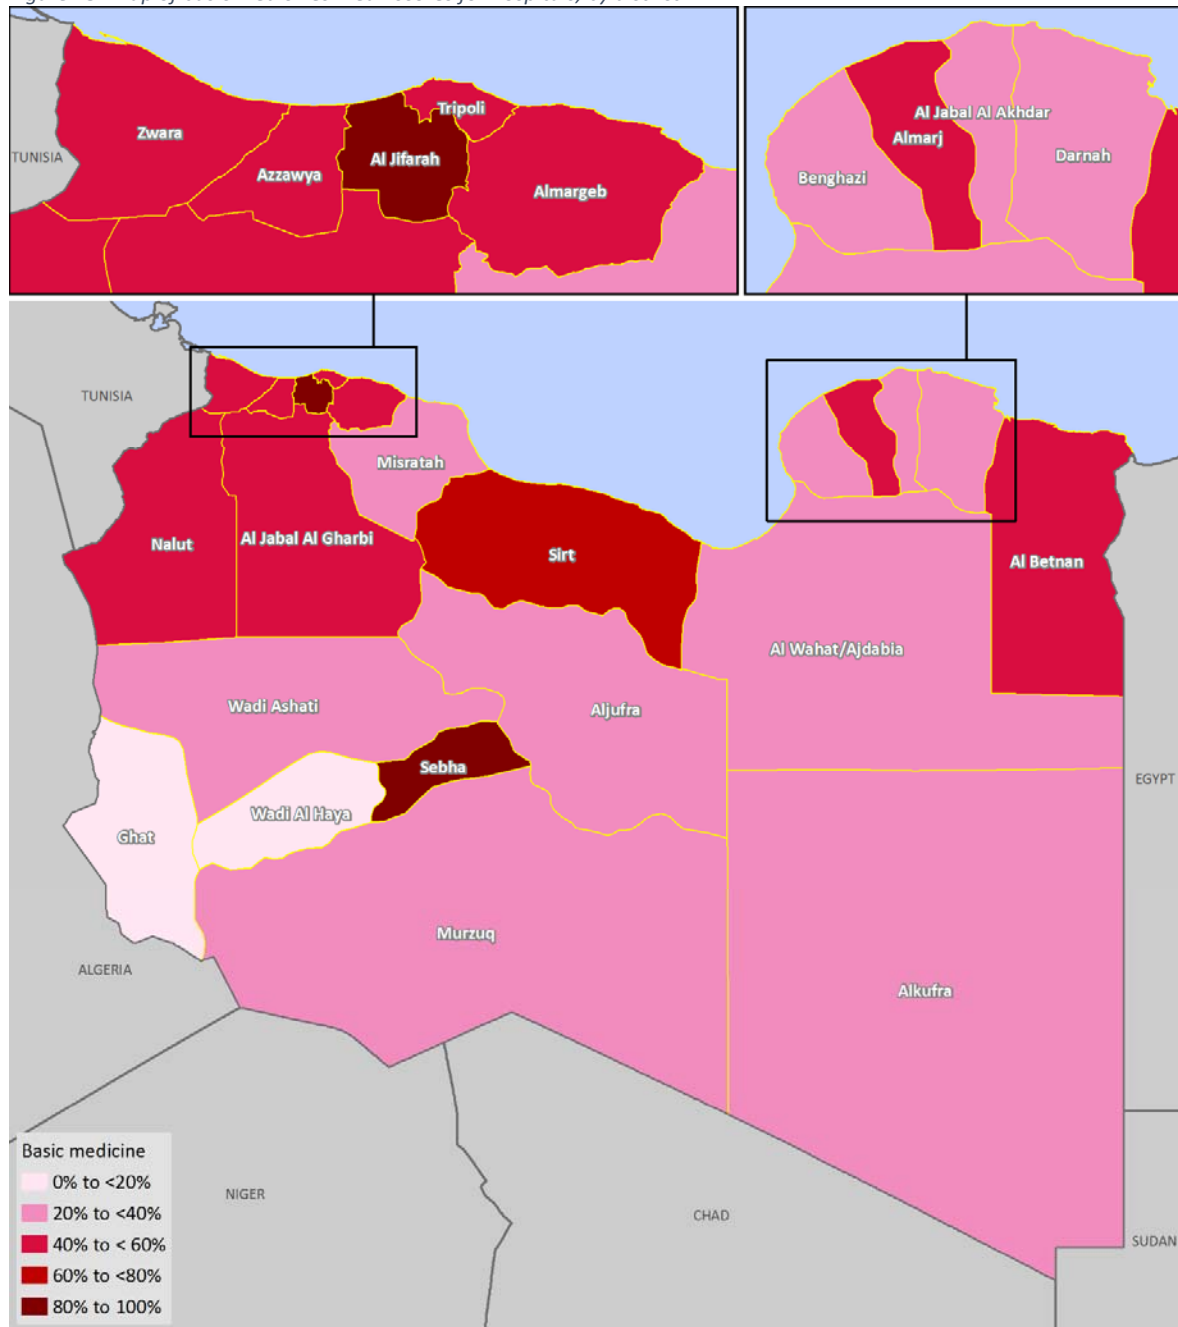 Zwara
Tripoli
TUNISIA
Azzawya
Al Jifarah
Almargeb
Al Jabal Al Akhdar
Almarj
Darnah
Benghazi
TUNISIA
Misratah
Nalut
Al Jabal Al Gharbi
Sirt
Al Betnan
Al Wahat/Ajdabia
Wadi Ashati
Aljufra
Sebha
EGYPT
Wadi Al Haya
Ghat
Murzuq
ALGERIA
Alkufra
Basic medicine
0% to <20%
20% to <40%
40% to < 60%
60% to <80%
80% to 100%
NIGER
CHAD
SUDAN